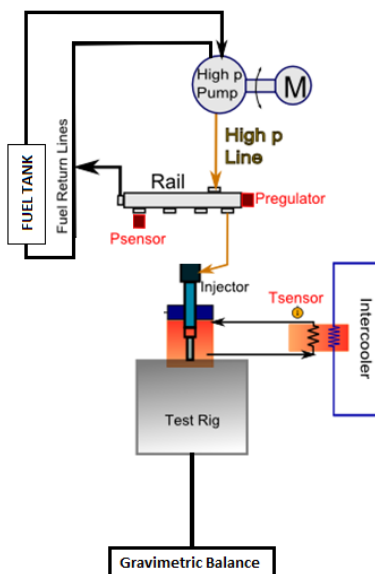 High p
Pump
M
High p
Line
FUEL TANK
Fuel Return Lines
Rail
Pregulator
Psensor
Injector
Tsensor
Intercooler
Test Rig
Gravimetric Balance